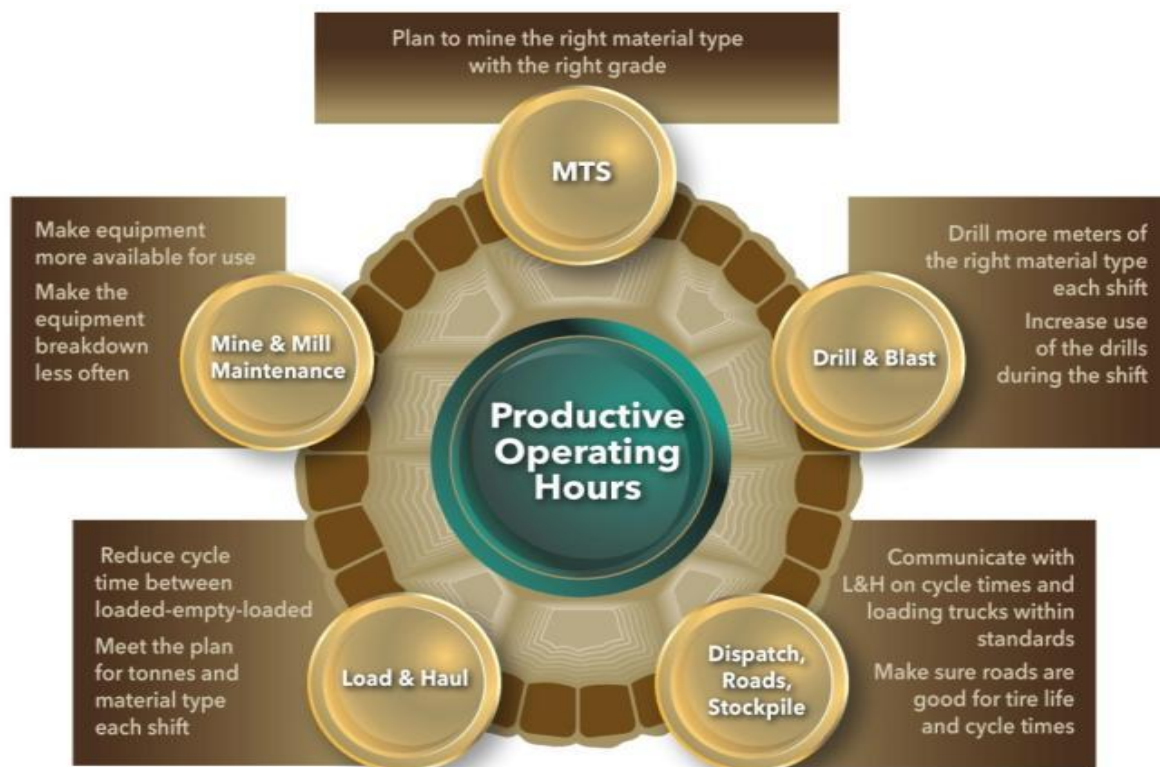 Plan to mine the right material type
with the right grade
MTS
Make equipment
more available for use
Make the
equipment
breakdown
less often
Mine & Mill
Maintenance
Drill more meters of
the right material type
each shift
Increase use
of the drills
during the shift
Drill & Blast
Productive
Operating
Hours
Reduce cycle
time between
loaded-empty-loaded
Meet the plan
for tonnes and
material type
each shift
Load & Haul
Communicate with
L&H on cycle times and
loading trucks within
standards
Make sure roads are
good for tire life
and cycle times
Dispatch,
Roads,
Stockpile